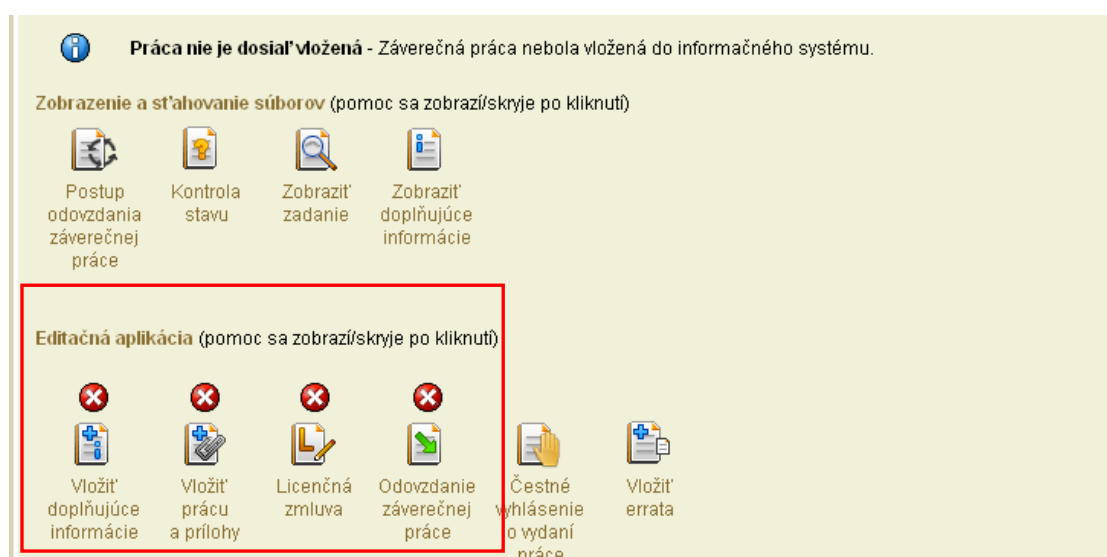 Práca nie je dosiaľ vložená - Záverečná práca nebola vložená do informačného systému.
Zobrazenie a sťahovanie súborov (pomoc sa zobrazí/skryje po kliknutí)
Postup odovzdania záverečnej práce
Kontrola stavu
Zobraziť zadanie
Zobraziť doplňujúce informácie
Editačná aplikácia (pomoc sa zobrazí/skryje po kliknutí)
Vložiť doplňujúce informácie
Vložiť prácu a prílohy
Licenčná zmluva
Odovzdanie záverečnej práce
Čestné vyhlásenie o vydaní práce
Vložiť errata